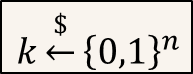 k $← {0,1}ⁿ